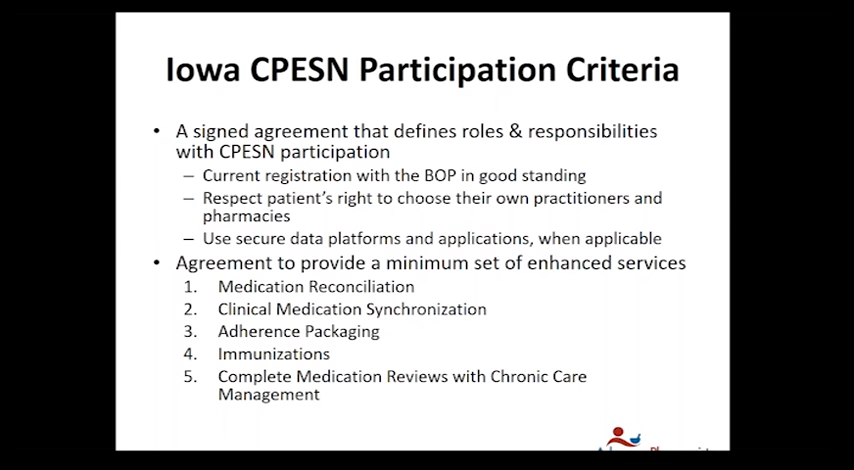 Iowa CPESN Participation Criteria
• A signed agreement that defines roles & responsibilities
with CPESN participation
– Current registration with the BOP in good standing
– Respect patient's right to choose their own practitioners and
pharmacies
– Use secure data platforms and applications, when applicable
• Agreement to provide a minimum set of enhanced services
1. Medication Reconciliation
2. Clinical Medication Synchronization
3. Adherence Packaging
4. Immunizations
5. Complete Medication Reviews with Chronic Care
Management